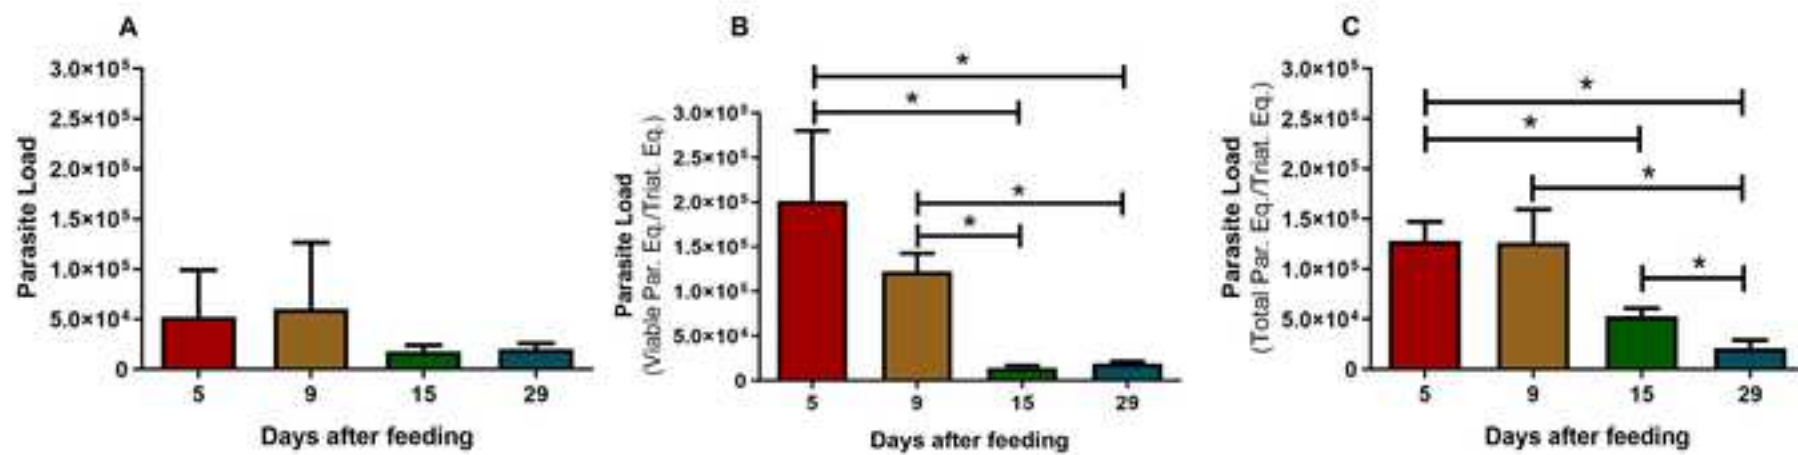 A
3.0×10⁵
2.5×10⁵
2.0×10⁵
1.5×10⁵
1.0×10⁵
5.0×10⁴
0
Parasite Load
5 9 15 29
Days after feeding
B
* * * *
3.0×10⁵
2.5×10⁵
2.0×10⁵
1.5×10⁵
1.0×10⁵
5.0×10⁴
0
Parasite Load
(Viable Par. Eq./Triat. Eq.)
5 9 15 29
Days after feeding
C
* * * *
3.0×10⁵
2.5×10⁵
2.0×10⁵
1.5×10⁵
1.0×10⁵
5.0×10⁴
0
Parasite Load
(Total Par. Eq./Triat. Eq.)
5 9 15 29
Days after feeding